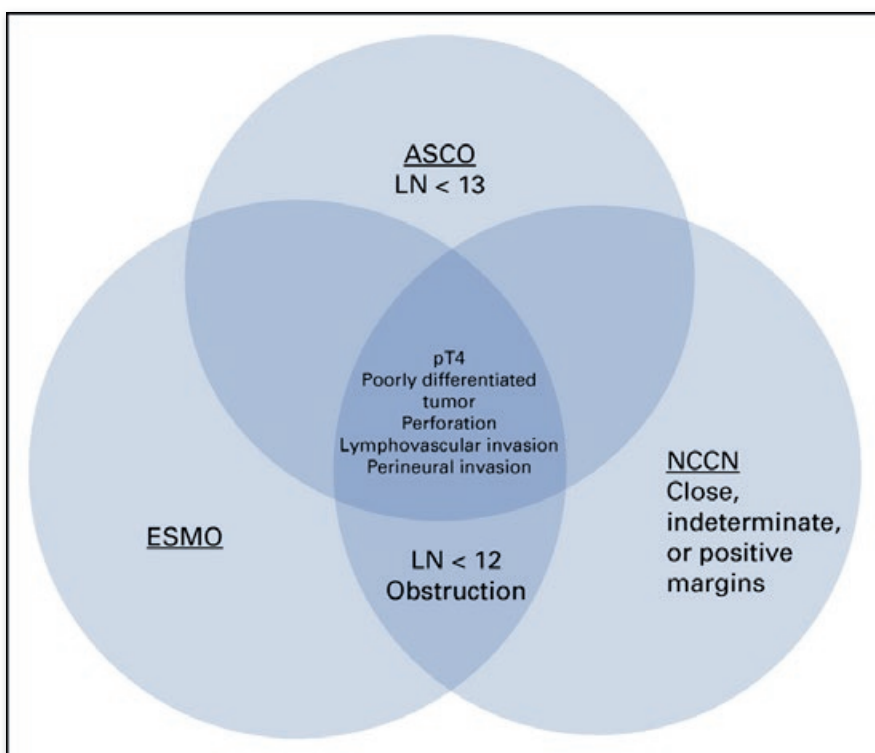 ASCO
LN < 13
pT4
Poorly differentiated
tumor
Perforation
Lymphovascular invasion
Perineural invasion
ESMO
NCCN
Close,
indeterminate,
or positive
margins
LN < 12
Obstruction